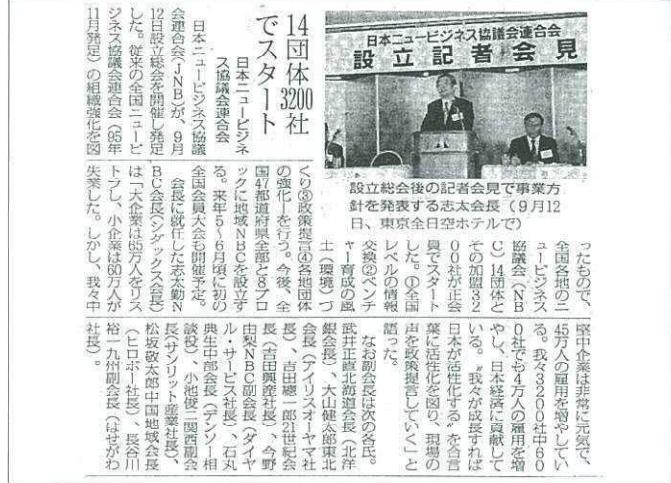 日本ニュービジネス協議会連合会
設立記者会見
設立総会後の記者会見で事業方
針を発表する志太会長（9月12
日、東京全日空ホテルで）
14団体3200社
でスタート
日本ニュービジネ
ス協議会連合会
日本ニュービジネス協議
会連合会（JNB）が、9月
12日設立総会を開催し発足
した。従来の全国ニュービ
ジネス協議会連合会（95年
11月発足）の組織強化を図
ったもので、
全国各地のニ
ュービジネス
協議会（NB
C）14団体と
その加盟32
00社が正会
員でスタート
した。①全国
レベルの情報
交換②ベンチ
ャー育成の風
土（環境）づ
くり③政策提言④各地団体
の強化―を行う。今後、全
国47都道府県全部と8ブロ
ックに地域NBCを設立す
る。来年5〜6月頃に初の
全国会員大会も開催予定。
会長に就任した志太勤N
BC会長（シダックス会長）
は「大企業は65万人をリス
トラし、小企業は60万人が
失業した。しかし、我々中
堅中企業は非常に元気で、
45万人の雇用を増やしてい
る。我々3200社中60
0社でも4万人の雇用を増
やし、日本経済に貢献して
いる。〝我々が成長すれば
日本が活性化する〟を合言
葉に活性化を図り、現場の
声を政策提言していく」と
語った。
なお副会長は次の各氏。
武井正直北海道会長（北洋
銀会長）、大山健太郎東北
会長（アイリスオーヤマ社
長）、吉田憲一郎21世紀会
長（吉田興産社長）、今野
由梨NBC副会長（ダイヤ
ル・サービス社長）、石丸
典生中部会長（デンソー相
談役）、小池俊二関西副会
長（サンリット産業社長）、
松坂敬太郎中国地域会長
（ヒロボー社長）、長谷川
裕一九州副会長（はせがわ
社長）。